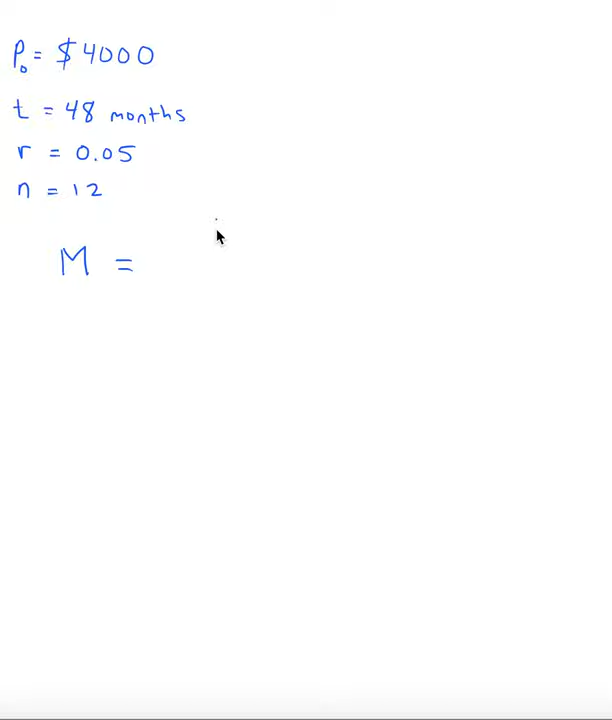 P₀ = $4000
t = 48 months
r = 0.05
n = 12
M =